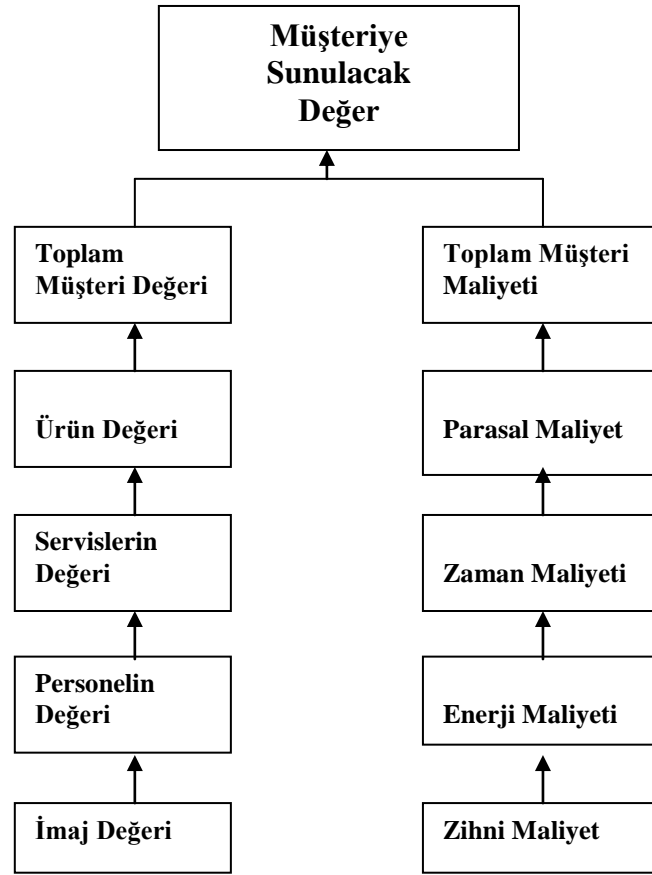 Müşteriye
Sunulacak
Değer
Toplam
Müşteri Değeri
Toplam Müşteri
Maliyeti
Ürün Değeri
Parasal Maliyet
Servislerin
Değeri
Zaman Maliyeti
Personelin
Değeri
Enerji Maliyeti
İmaj Değeri
Zihni Maliyet